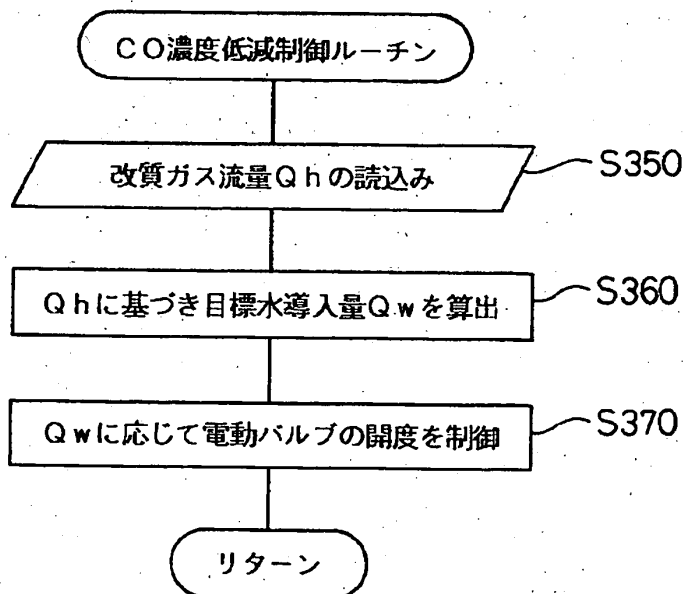 CO濃度低減制御ルーチン
改質ガス流量Qhの読込み
S350
Qhに基づき目標水導入量Qwを算出
S360
Qwに応じて電動バルブの開度を制御
S370
リターン